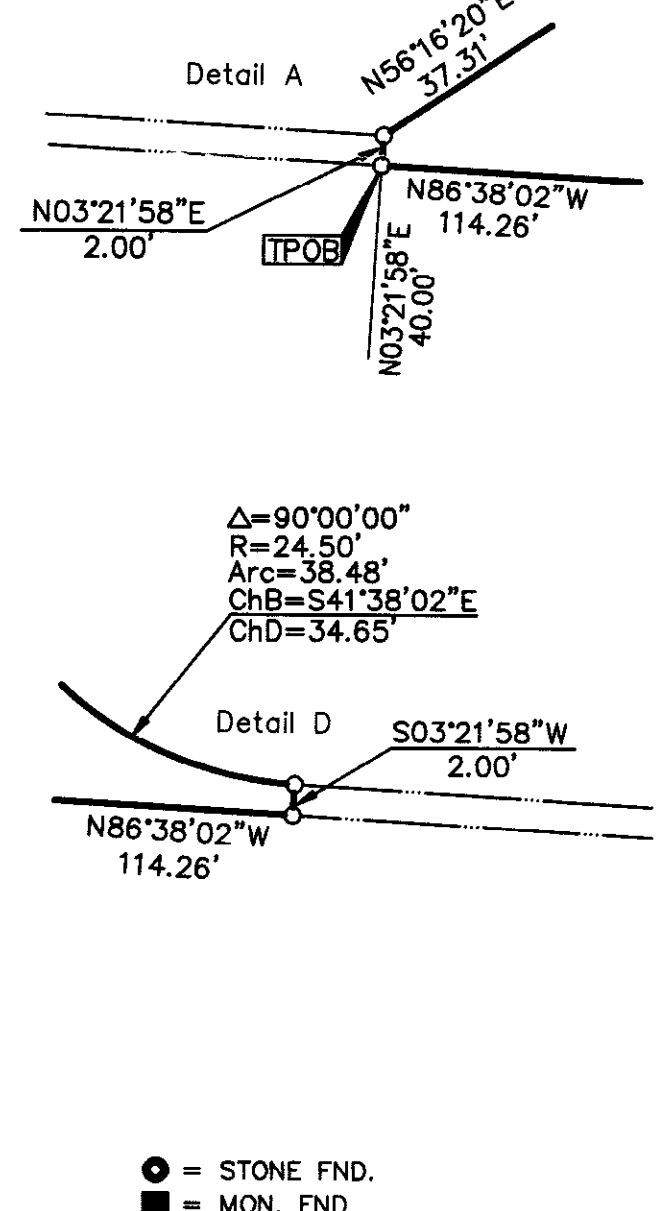 N56°16'20"E
37.31'
Detail A
N03°21'58"E
2.00'
TPOB
N86°38'02"W
114.26'
N03°21'58"E
40.00'
Δ=90°00'00"
R=24.50'
Arc=38.48'
ChB=S41°38'02"E
ChD=34.65'
Detail D
S03°21'58"W
2.00'
N86°38'02"W
114.26'
= STONE FND.
= MON. FND